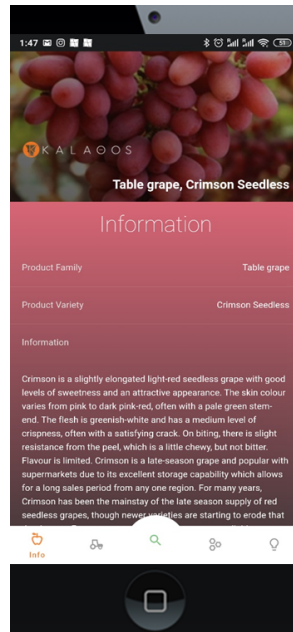 1:47
51
KALAΘOS
Table grape, Crimson Seedless
Information
Product Family Table grape
Product Variety Crimson Seedless
Information
Crimson is a slightly elongated light-red seedless grape with good
levels of sweetness and an attractive appearance. The skin colour
varies from pink to dark pink-red, often with a pale green stem-
end. The flesh is greenish-white and has a medium level of
crispness, often with a satisfying crack. On biting, there is slight
resistance from the peel, which is a little chewy, but not bitter.
Flavour is limited. Crimson is a late-season grape and popular with
supermarkets due to its excellent storage capability which allows
for a long sales period from any one region. For many years,
Crimson has been the mainstay of the late season supply of red
seedless grapes, though newer varieties are starting to erode that
Info